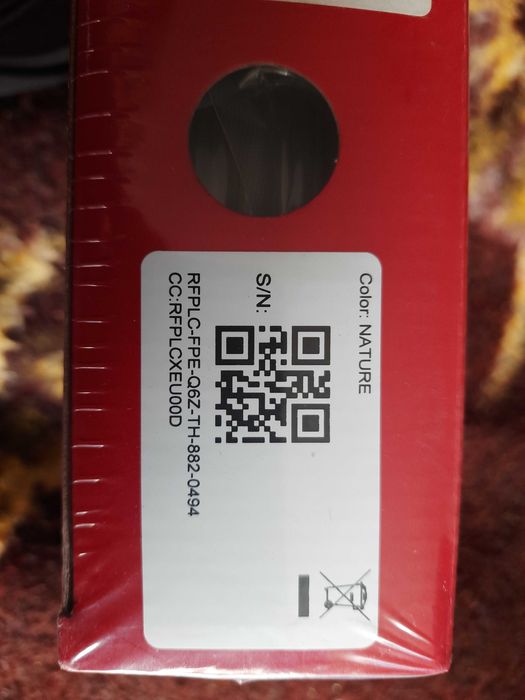 Color: NATURE
S/N:
RFPLC-FPE-Q6Z-TH-882-0494
CC:RFPLCXEU00D